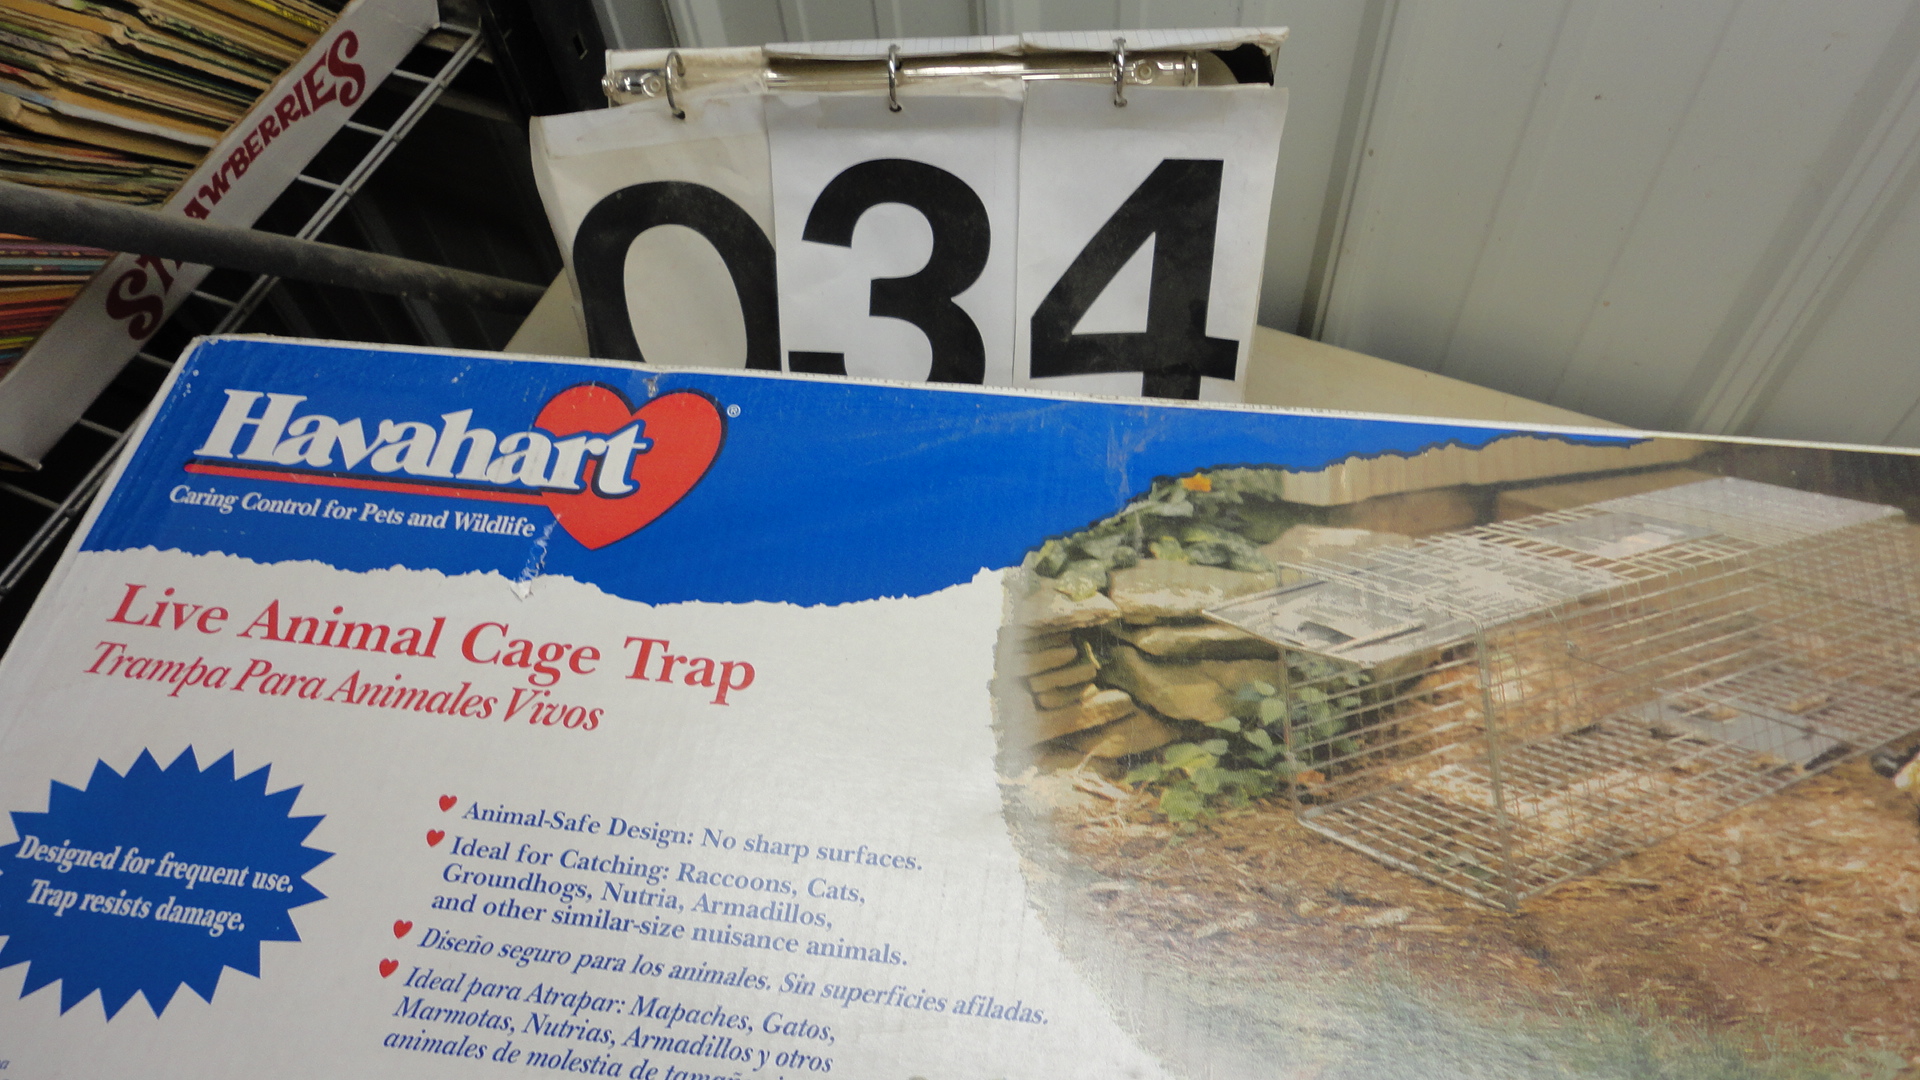 STRAWBERRIES
034
Havahart®
Caring Control for Pets and Wildlife
Live Animal Cage Trap
Trampa Para Animales Vivos
Designed for frequent use.
Trap resists damage.
Animal-Safe Design: No sharp surfaces.
Ideal for Catching: Raccoons, Cats,
Groundhogs, Nutria, Armadillos,
and other similar-size nuisance animals.
Diseño seguro para los animales. Sin superficies afiladas.
Ideal para Atrapar: Mapaches, Gatos,
Marmotas, Nutrias, Armadillos y otros
animales de molestia de